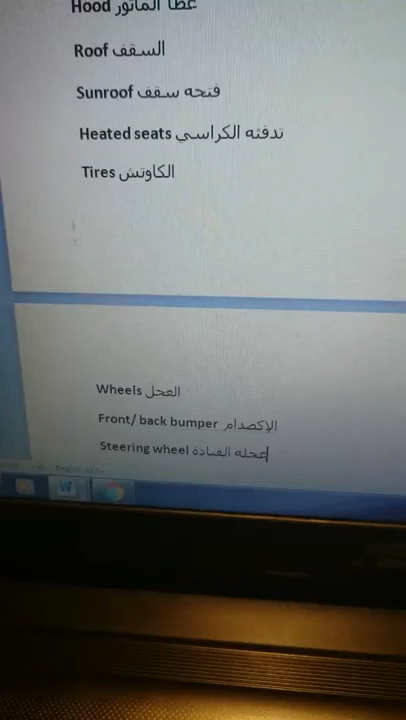 Hood غطا الماتور
Roof السقف
Sunroof فتحه سقف
Heated seats تدفئه الكراسي
Tires الكاوتش
Wheels العجل
Front/ back bumper الإكصدام
Steering wheel عجله القيادة